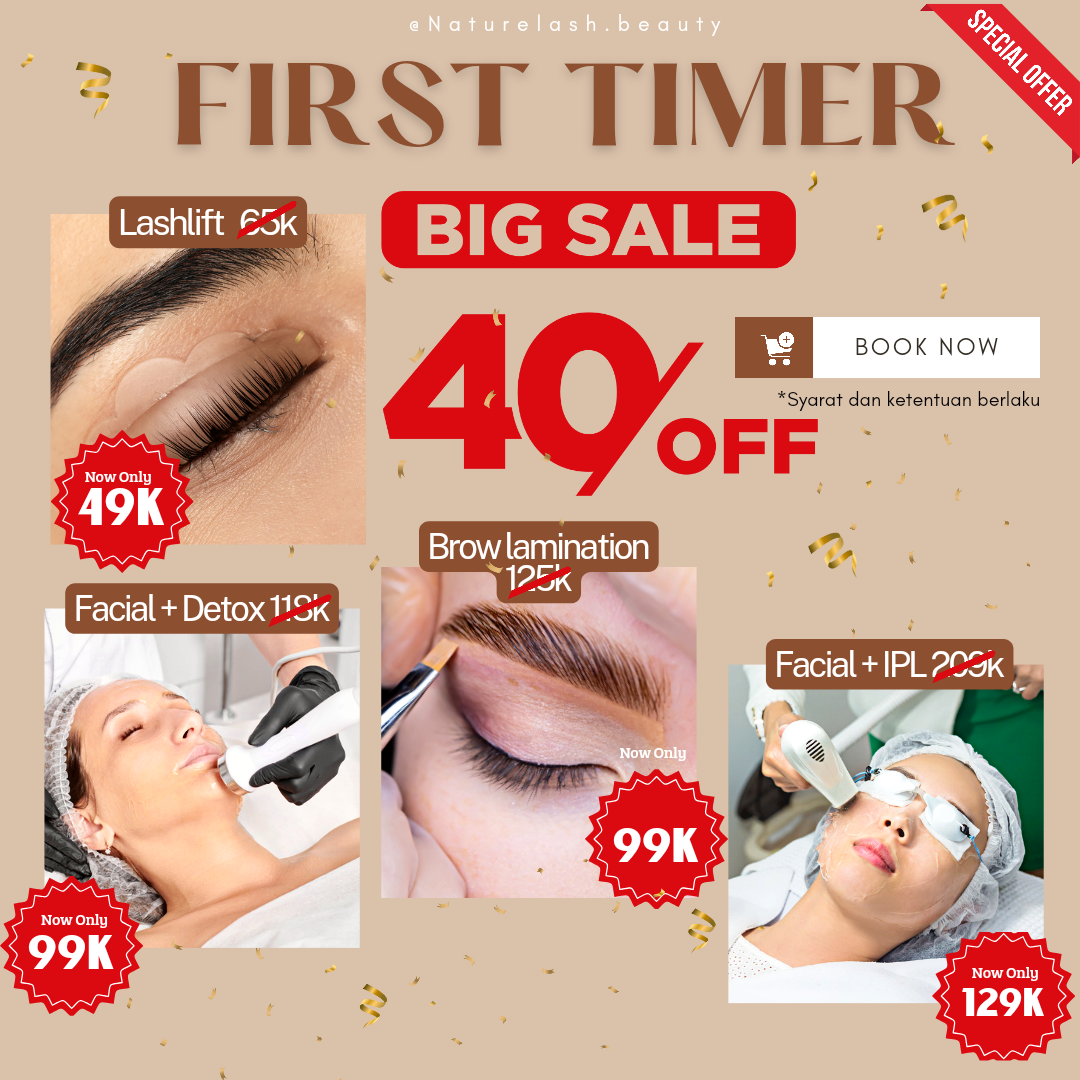 @Naturelash.beauty
SPECIAL OFFER
FIRST TIMER
Lashlift 65k
BIG SALE
40% OFF
BOOK NOW
*Syarat dan ketentuan berlaku
Now Only
49K
Brow lamination
125k
Facial + Detox 118k
Facial + IPL 209k
Now Only
99K
Now Only
99K
Now Only
129K